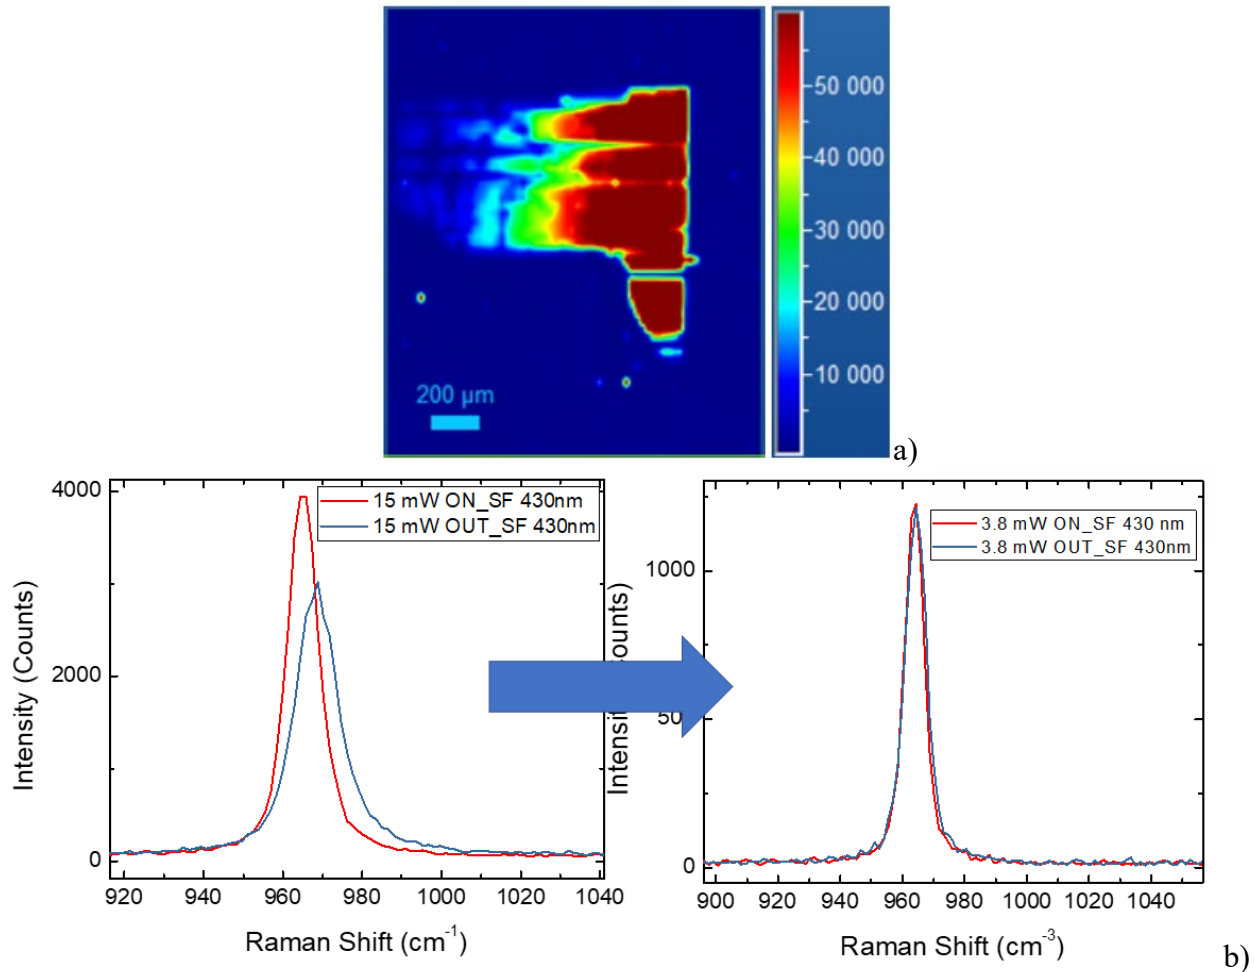 50 000
40 000
30 000
20 000
10 000
200 µm
a)
4000
2000
0
15 mW ON_SF 430nm
15 mW OUT_SF 430nm
Intensity (Counts)
920 940 960 980 1000 1020 1040
Raman Shift (cm-1)
1000
0
3.8 mW ON_SF 430 nm
3.8 mW OUT_SF 430nm
900 920 940 960 980 1000 1020 1040
Raman Shift (cm-3)
b)